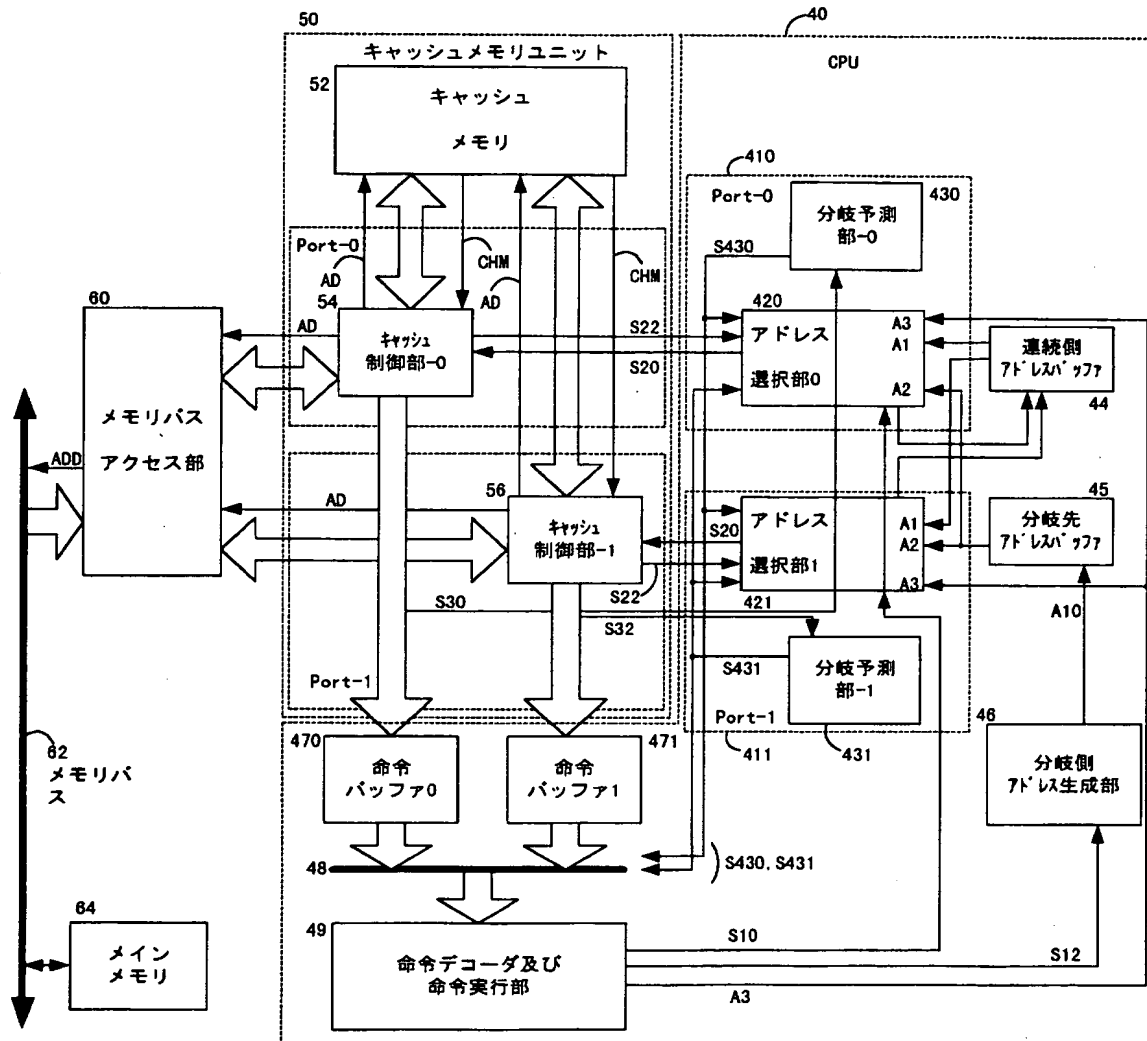 50
40
キャッシュメモリユニット
CPU
52
キャッシュ
メモリ
410
Port-0
430
分岐予測
部-0
S430
Port-0
AD
CHM
AD
CHM
60
54
AD
キャッシュ
制御部-0
S22
S20
420
アドレス
選択部0
A3
A1
A2
連続側
アドレスバッファ
44
メモリバス
アクセス部
ADD
AD
56
キャッシュ
制御部-1
S20
S22
アドレス
選択部1
A1
A2
A3
45
分岐先
アドレスバッファ
S30
421
S32
A10
S431
分岐予測
部-1
Port-1
Port-1
411
431
46
分岐側
アドレス生成部
62
メモリバ
ス
470
命令
バッファ0
471
命令
バッファ1
48
S430, S431
64
メイン
メモリ
49
命令デコーダ及び
命令実行部
S10
S12
A3